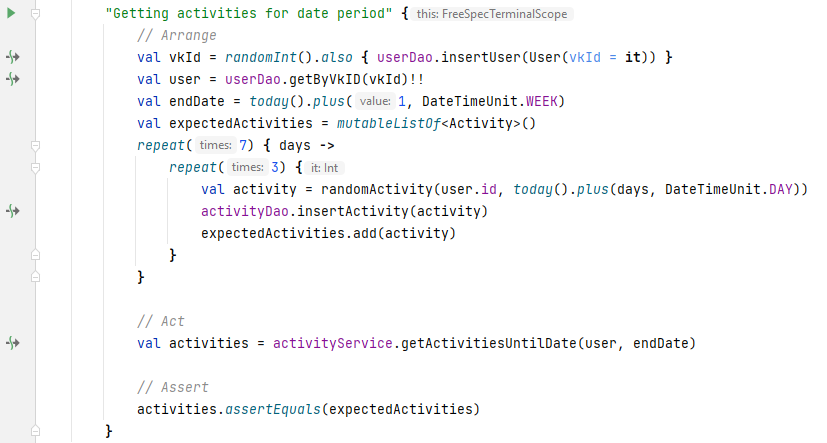 "Getting activities for date period" { this: FreeSpecTerminalScope
// Arrange
val vkId = randomInt().also { userDao.insertUser(User(vkId = it)) }
val user = userDao.getByVkID(vkId)!!
val endDate = today().plus( value: 1, DateTimeUnit.WEEK)
val expectedActivities = mutableListOf<Activity>()
repeat( times: 7) { days ->
repeat( times: 3) { it: Int
val activity = randomActivity(user.id, today().plus(days, DateTimeUnit.DAY))
activityDao.insertActivity(activity)
expectedActivities.add(activity)
}
}
// Act
val activities = activityService.getActivitiesUntilDate(user, endDate)
// Assert
activities.assertEquals(expectedActivities)
}